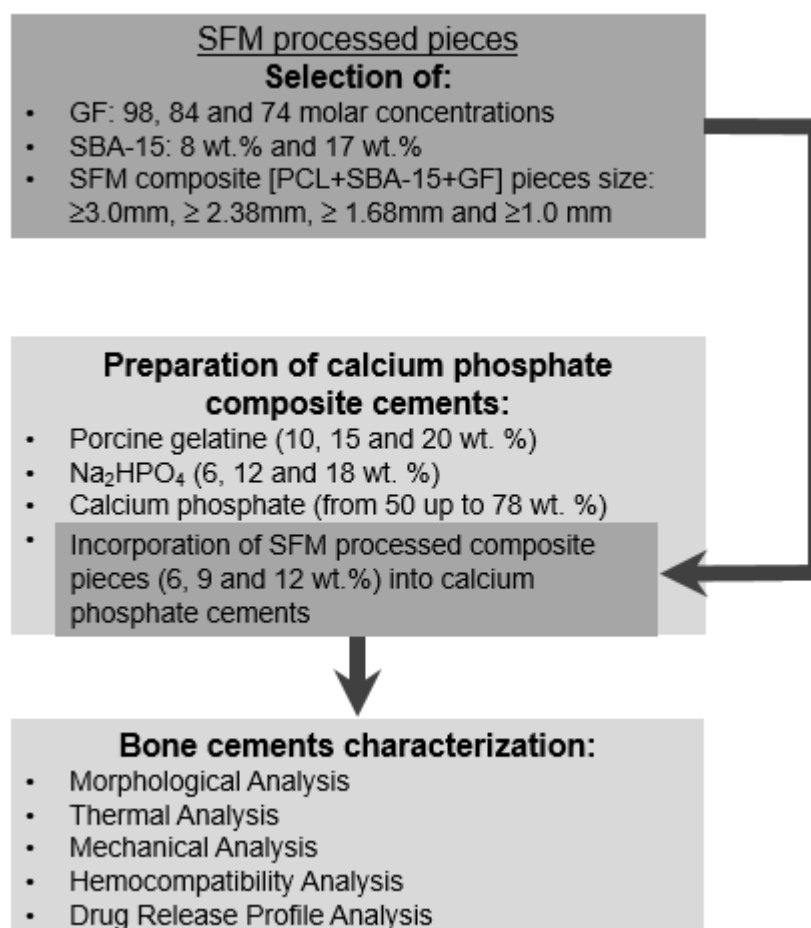 SFM processed pieces
Selection of:
• GF: 98, 84 and 74 molar concentrations
• SBA-15: 8 wt.% and 17 wt.%
• SFM composite [PCL+SBA-15+GF] pieces size:
≥3.0mm, ≥ 2.38mm, ≥ 1.68mm and ≥1.0 mm
Preparation of calcium phosphate
composite cements:
• Porcine gelatine (10, 15 and 20 wt. %)
• Na₂HPO₄ (6, 12 and 18 wt. %)
• Calcium phosphate (from 50 up to 78 wt. %)
• Incorporation of SFM processed composite
pieces (6, 9 and 12 wt.%) into calcium
phosphate cements
Bone cements characterization:
• Morphological Analysis
• Thermal Analysis
• Mechanical Analysis
• Hemocompatibility Analysis
• Drug Release Profile Analysis